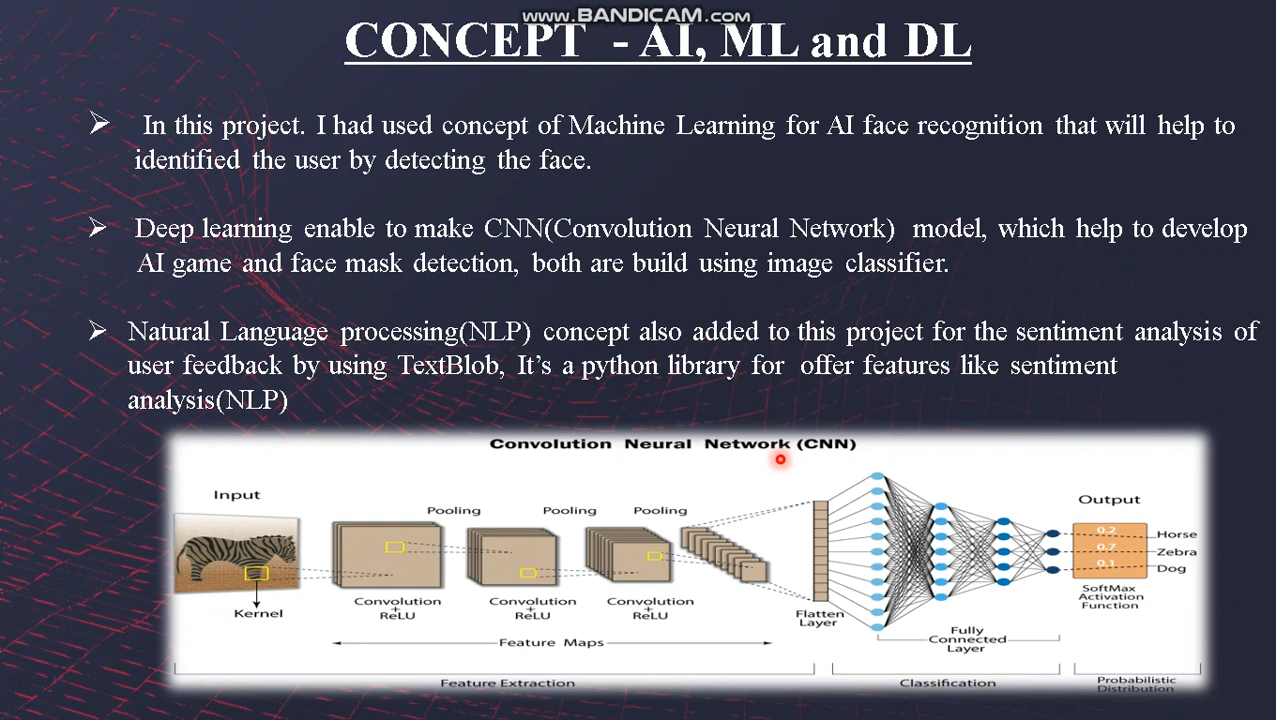 www.BANDICAM.com
CONCEPT - AI, ML and DL
In this project. I had used concept of Machine Learning for AI face recognition that will help to
identified the user by detecting the face.
Deep learning enable to make CNN(Convolution Neural Network) model, which help to develop
AI game and face mask detection, both are build using image classifier.
Natural Language processing(NLP) concept also added to this project for the sentiment analysis of
user feedback by using TextBlob, It’s a python library for offer features like sentiment
analysis(NLP)
Convolution Neural Network (CNN)
Input
Kernel
Pooling
Pooling
Pooling
Convolution
+
ReLU
Convolution
+
ReLU
Convolution
+
ReLU
Feature Maps
Flatten
Layer
Fully
Connected
Layer
Output
0.2
0.7
0.1
Horse
Zebra
Dog
SoftMax
Activation
Function
Feature Extraction
Classification
Probabilistic
Distribution